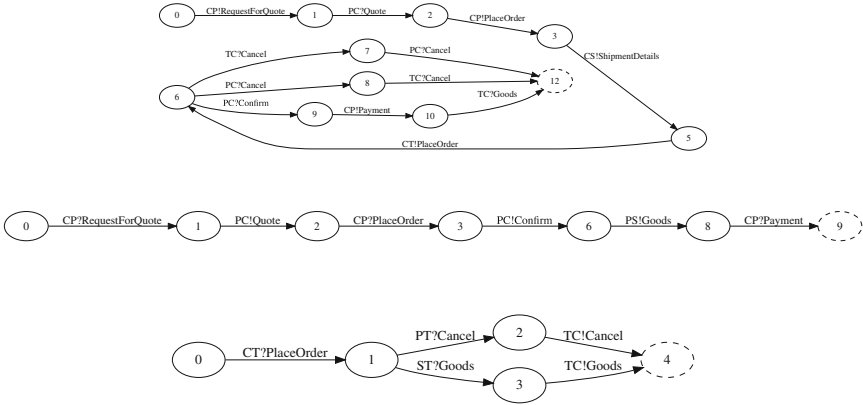 0 CP!RequestForQuote 1 PC?Quote 2 CP!PlaceOrder 3
CS!ShipmentDetails
TC?Cancel 7 PC?Cancel
6 PC?Cancel 8 TC?Cancel 12
PC?Confirm 9 CP!Payment 10 TC?Goods
CT!PlaceOrder 5
0 CP?RequestForQuote 1 PC!Quote 2 CP?PlaceOrder 3 PC!Confirm 6 PS!Goods 8 CP?Payment 9
PT?Cancel 2 TC!Cancel
0 CT?PlaceOrder 1 4
ST?Goods 3 TC!Goods